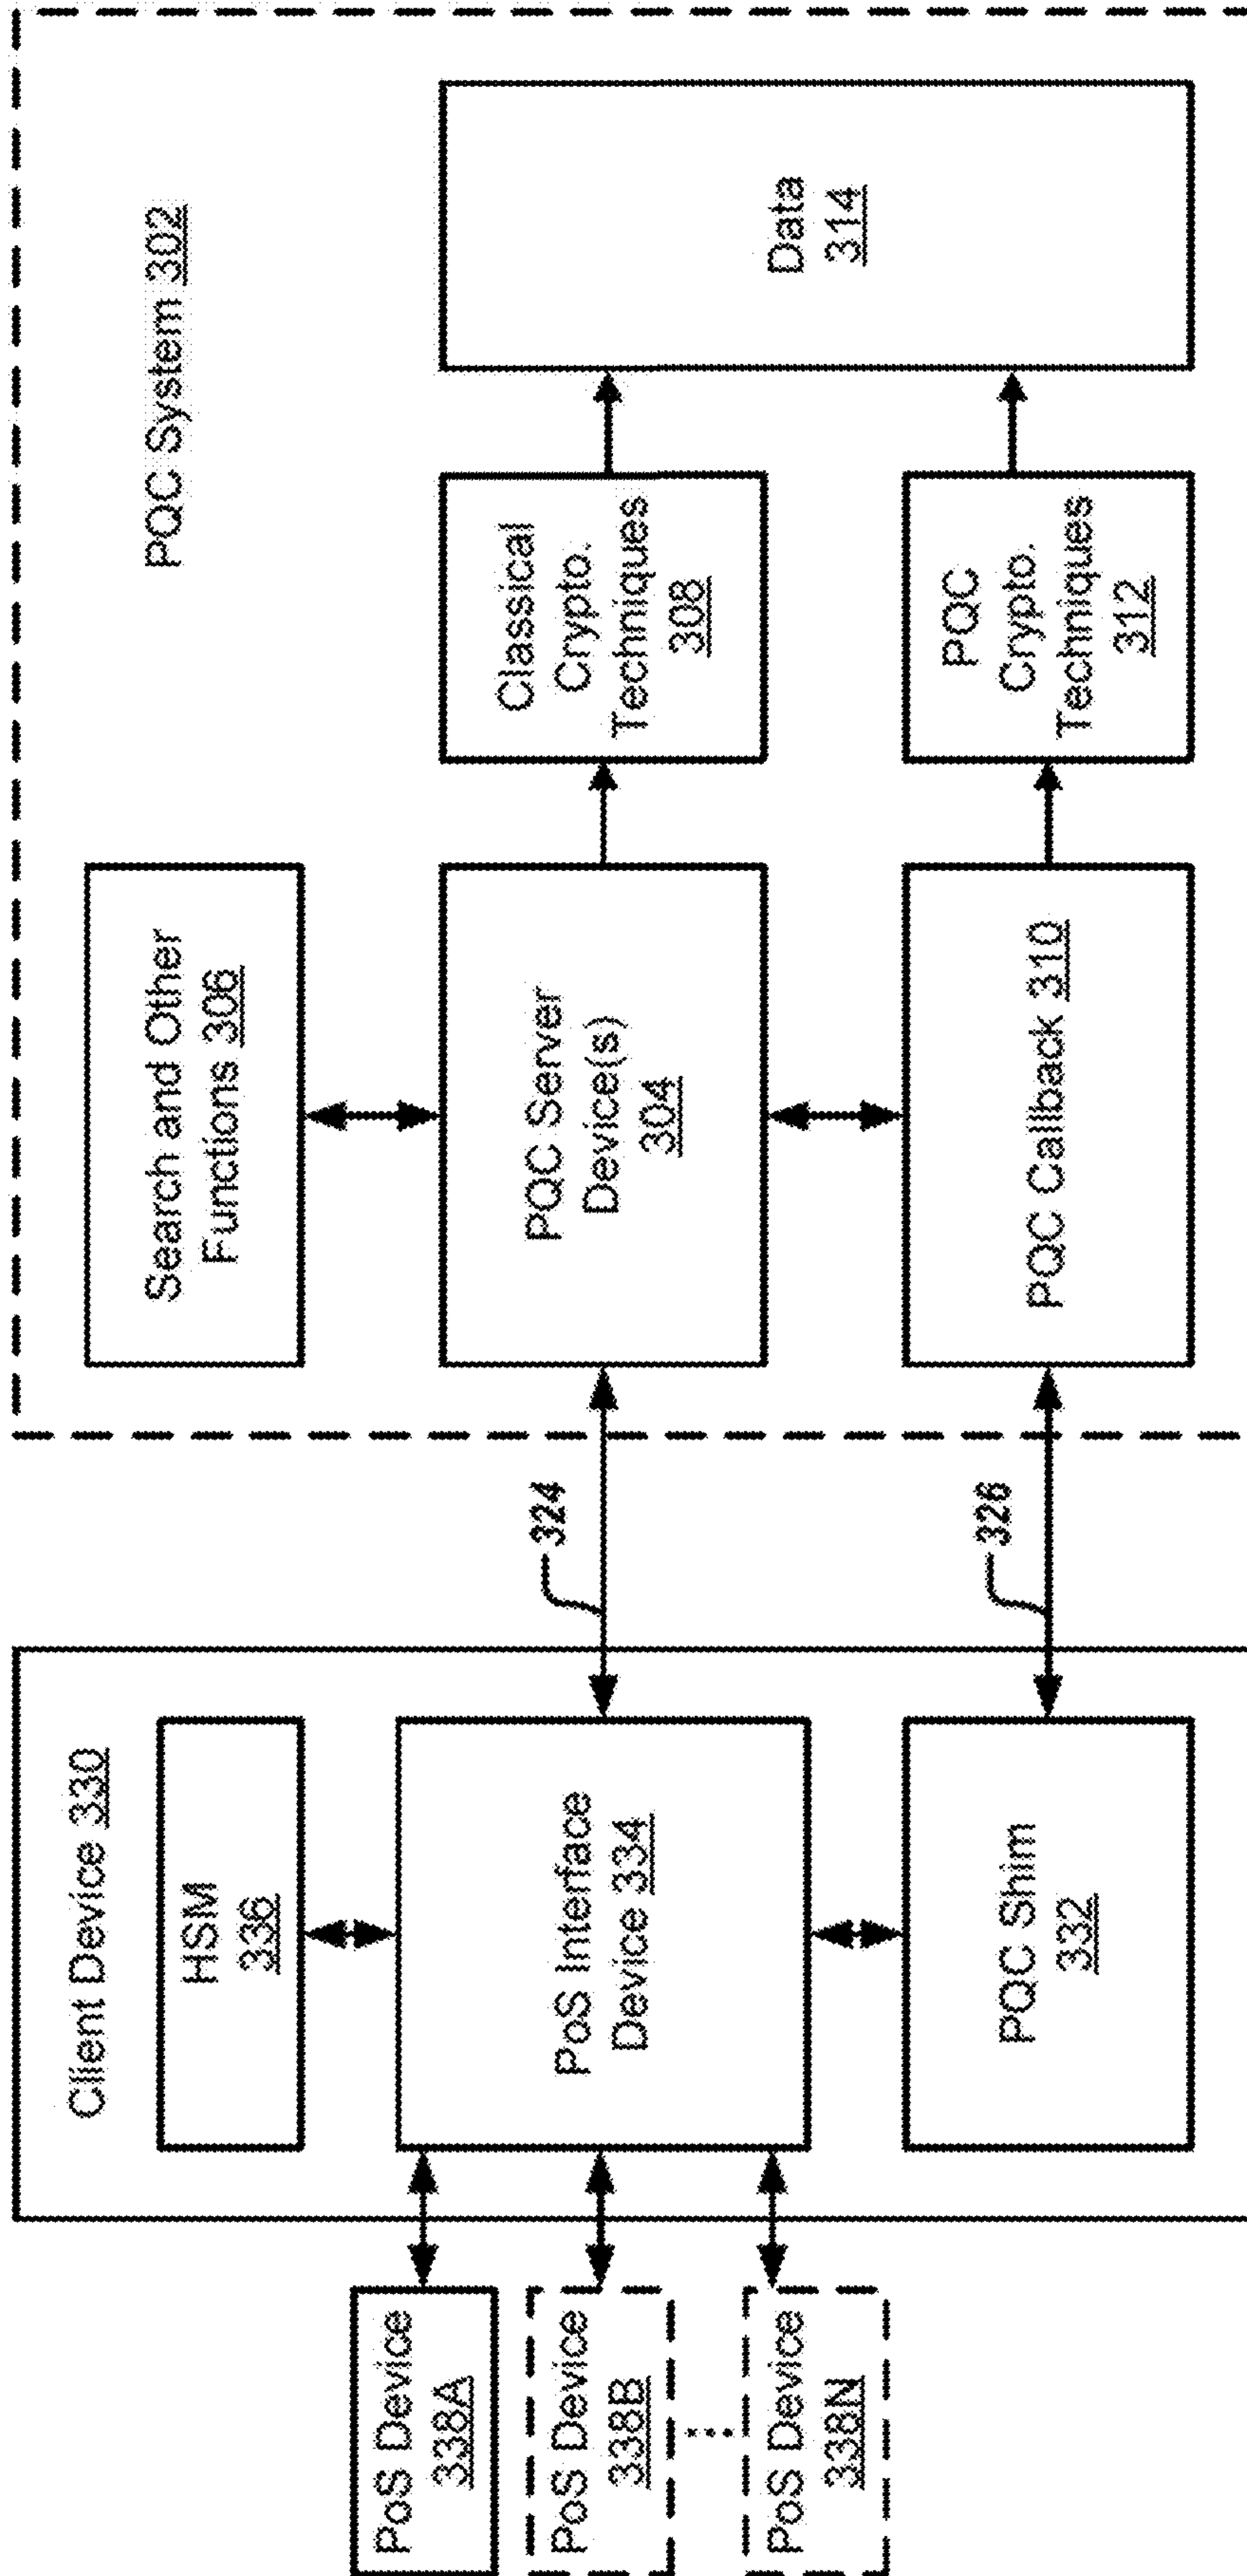 PoS Device
338A
PoS Device
338B
...
PoS Device
338N
Client Device 330
HSM
336
PoS Interface
Device 334
PQC Shim
332
324
326
PQC System 302
Search and Other
Functions 306
PQC Server
Device(s)
304
PQC Callback 310
Classical
Crypto.
Techniques
308
PQC
Crypto.
Techniques
312
Data
314